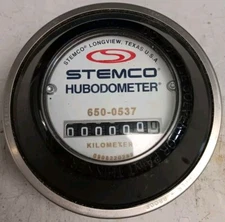 STEMCO® LONGVIEW, TEXAS U.S.A.
STEMCO®
HUBODOMETER®
650-0537
KILOMETER